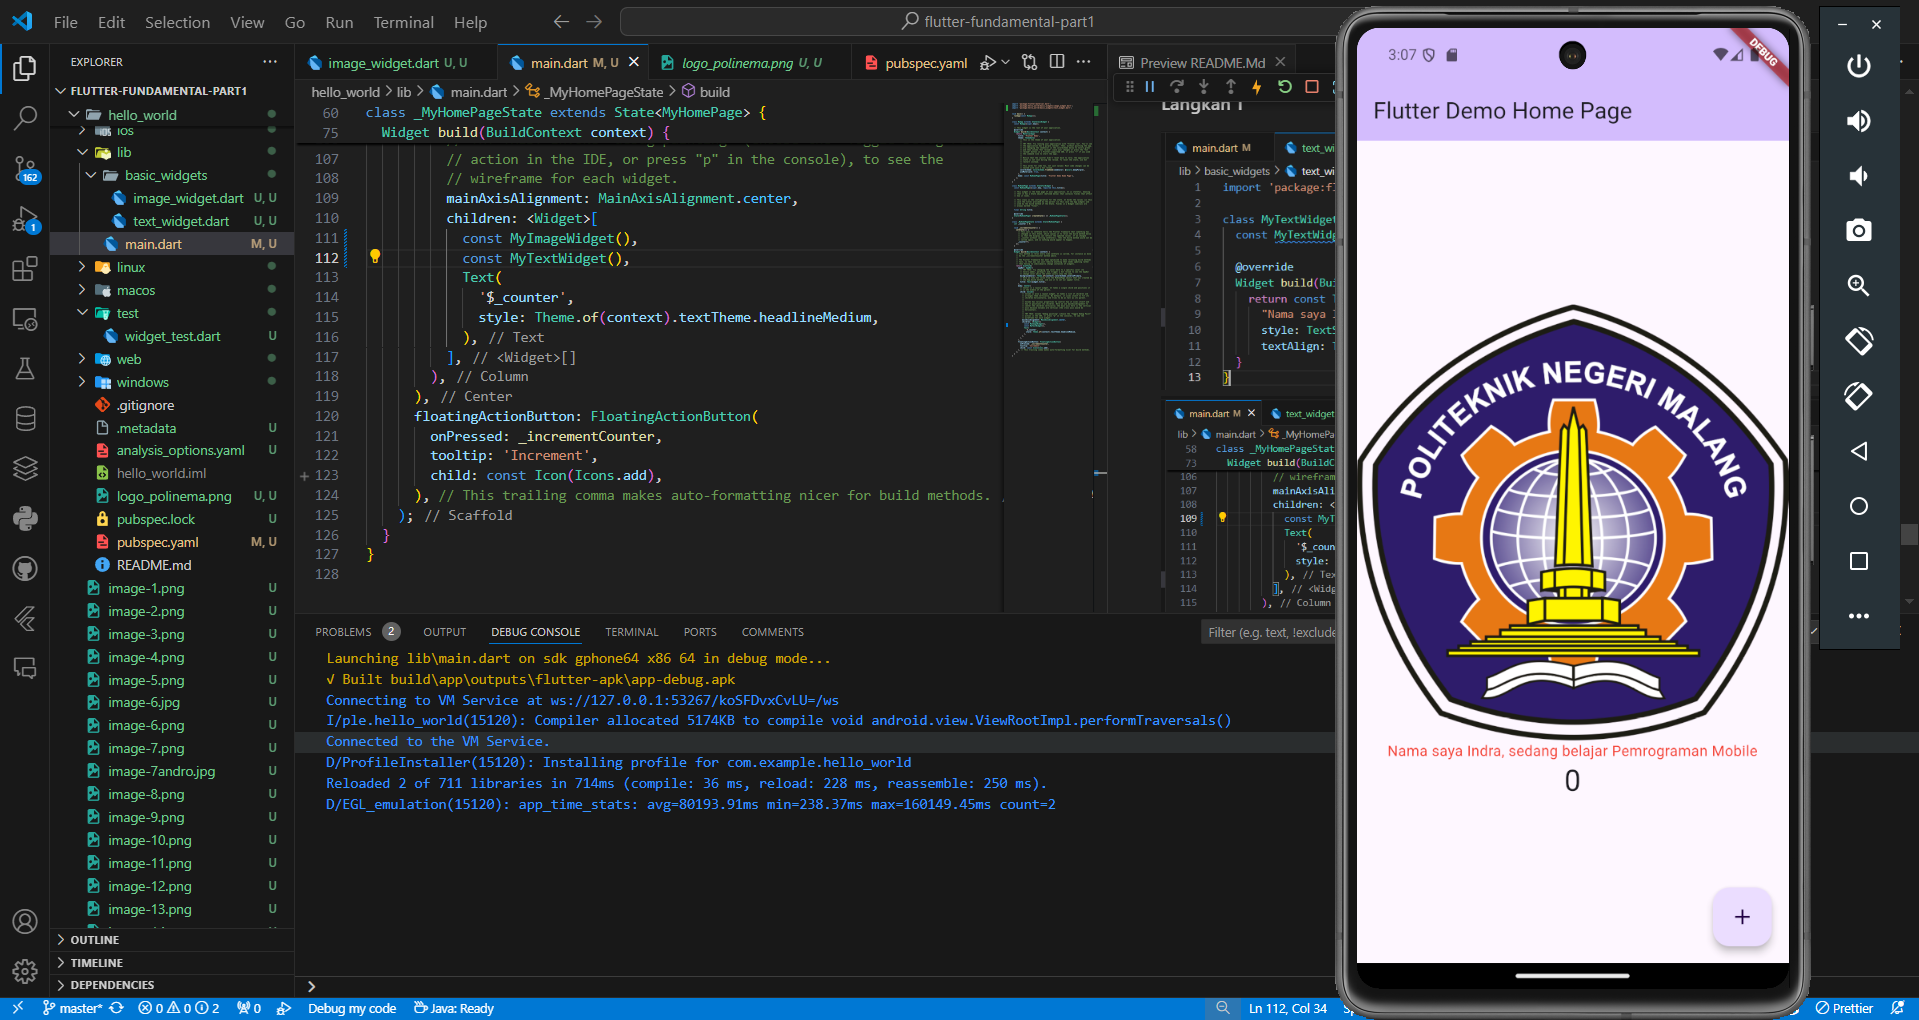 File Edit Selection View Go Run Terminal Help
flutter-fundamental-part1
EXPLORER
FLUTTER-FUNDAMENTAL-PART1
hello_world
ios
lib
basic_widgets
image_widget.dart U, U
text_widget.dart U, U
main.dart M, U
linux
macos
test
widget_test.dart U
web
windows
.gitignore
.metadata U
analysis_options.yaml U
hello_world.iml
logo_polinema.png U, U
pubspec.lock U
pubspec.yaml M, U
README.md
image-1.png U
image-2.png U
image-3.png U
image-4.png U
image-5.png U
image-6.jpg U
image-6.png U
image-7.png U
image-7andro.jpg U
image-8.png U
image-9.png U
image-10.png U
image-11.png U
image-12.png U
image-13.png U
OUTLINE
TIMELINE
DEPENDENCIES
162
1
image_widget.dart U, U main.dart M, U logo_polinema.png U, U pubspec.yaml
hello_world > lib > main.dart > _MyHomePageState > build
60 class _MyHomePageState extends State<MyHomePage> {
75 Widget build(BuildContext context) {
107 // action in the IDE, or press "p" in the console), to see the
108 // wireframe for each widget.
109 mainAxisAlignment: MainAxisAlignment.center,
110 children: <Widget>[
111 const MyImageWidget(),
112 const MyTextWidget(),
113 Text(
114 '$_counter',
115 style: Theme.of(context).textTheme.headlineMedium,
116 ), // Text
117 ], // <Widget>[]
118 ), // Column
119 ), // Center
120 floatingActionButton: FloatingActionButton(
121 onPressed: _incrementCounter,
122 tooltip: 'Increment',
123 child: const Icon(Icons.add),
124 ), // This trailing comma makes auto-formatting nicer for build methods.
125 ); // Scaffold
126 }
127 }
128
Preview README.Md
Langkah 1
main.dart M text_wi
lib > basic_widgets > text_wi
1 import 'package:fl
2
3 class MyTextWidget
4 const MyTextWidg
5
6 @override
7 Widget build(Bui
8 return const T
9 "Nama saya I
10 style: TextS
11 textAlign: T
12 }
13 }
main.dart M text_widget
lib > main.dart > _MyHomePa
58 class _MyHomePageSta
73 Widget build(BuildC
106 // wirefram
107 mainAxisAli
108 children: <
109 const MyT
110 Text(
111 '$_coun
112 style:
113 ), // Tex
114 ], // <Widg
115 ), // Column
PROBLEMS 2 OUTPUT DEBUG CONSOLE TERMINAL PORTS COMMENTS
Filter (e.g. text, !exclude
Launching lib\main.dart on sdk gphone64 x86 64 in debug mode...
√ Built build\app\outputs\flutter-apk\app-debug.apk
Connecting to VM Service at ws://127.0.0.1:53267/koSFDvxCvLU=/ws
I/ple.hello_world(15120): Compiler allocated 5174KB to compile void android.view.ViewRootImpl.performTraversals()
Connected to the VM Service.
D/ProfileInstaller(15120): Installing profile for com.example.hello_world
Reloaded 2 of 711 libraries in 714ms (compile: 36 ms, reload: 228 ms, reassemble: 250 ms).
D/EGL_emulation(15120): app_time_stats: avg=80193.91ms min=238.37ms max=160149.45ms count=2
3:07
DEBUG
Flutter Demo Home Page
POLITEKNIK NEGERI MALANG
Nama saya Indra, sedang belajar Pemrograman Mobile
0
+
master* 0 0 2 0 Debug my code Java: Ready
Ln 112, Col 34
Prettier